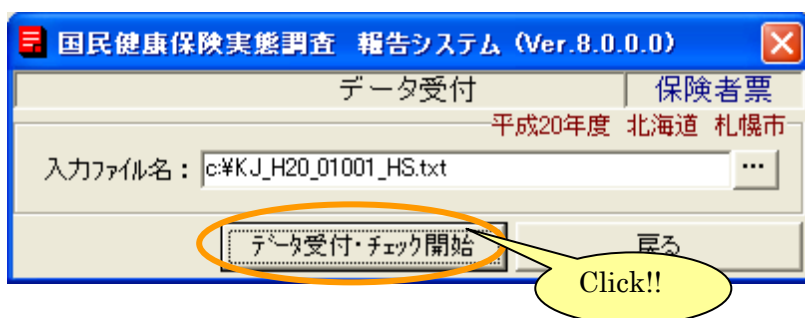 国民健康保険実態調査 報告システム (Ver.8.0.0.0)
データ受付 保険者票
平成20年度 北海道 札幌市
入力ファイル名： c:¥KJ_H20_01001_HS.txt ...
データ受付・チェック開始 戻る
Click!!